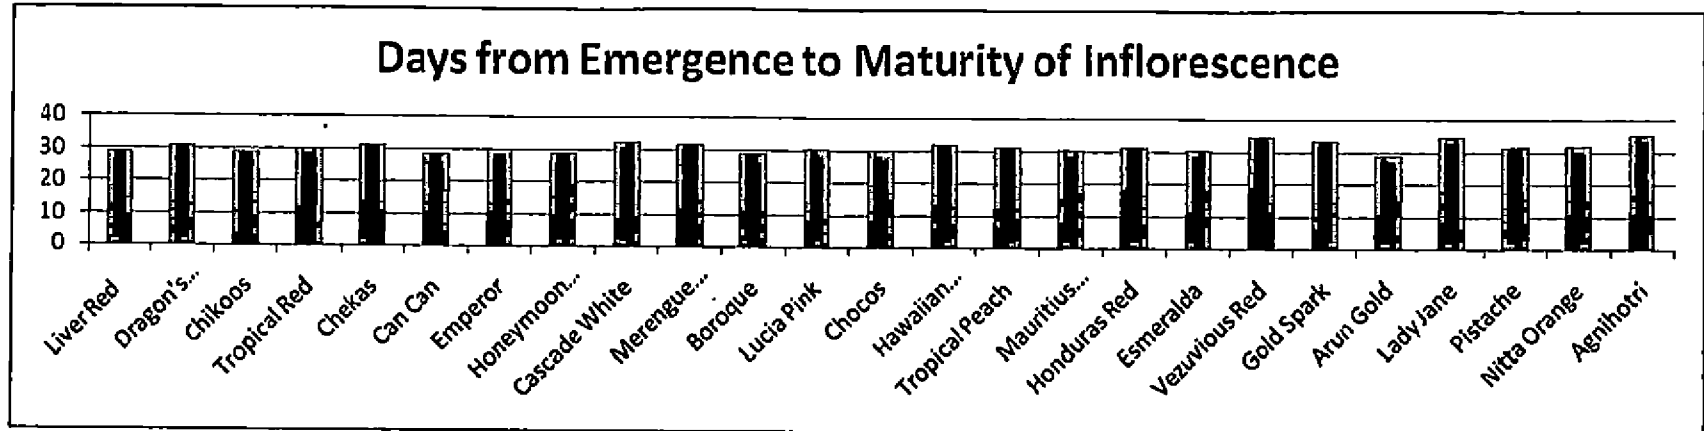 Days from Emergence to Maturity of Inflorescence
40
30
20
10
0
Liver Red
Dragon's...
Chikoos
Tropical Red
Chekas
Can Can
Emperor
Honeymoon...
Cascade White
Merengue...
Boroque
Lucia Pink
Chocos
Hawaiian...
Tropical Peach
Mauritius...
Honduras Red
Esmeralda
Vezuvious Red
Gold Spark
Arun Gold
Lady Jane
Pistache
Nitta Orange
Agnihotri